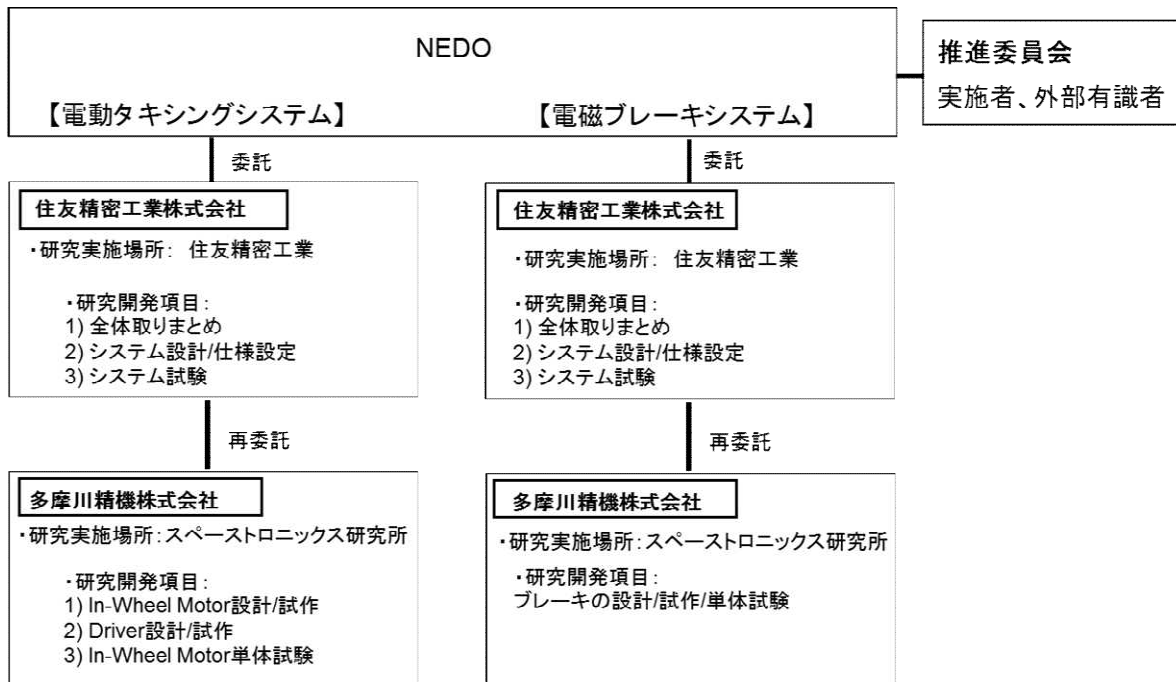 NEDO
【電動タキシングシステム】
【電磁ブレーキシステム】
推進委員会
実施者、外部有識者
委託
住友精密工業株式会社
・研究実施場所: 住友精密工業
・研究開発項目:
1) 全体取りまとめ
2) システム設計/仕様設定
3) システム試験
再委託
多摩川精機株式会社
・研究実施場所:スペーストロニックス研究所
・研究開発項目:
1) In-Wheel Motor設計/試作
2) Driver設計/試作
3) In-Wheel Motor単体試験
委託
住友精密工業株式会社
・研究実施場所: 住友精密工業
・研究開発項目:
1) 全体取りまとめ
2) システム設計/仕様設定
3) システム試験
再委託
多摩川精機株式会社
・研究実施場所:スペーストロニックス研究所
・研究開発項目:
ブレーキの設計/試作/単体試験